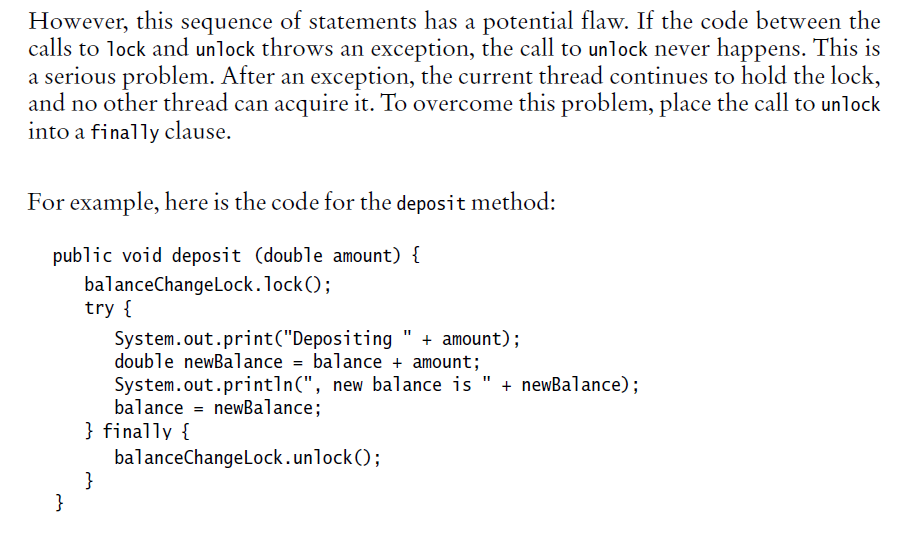 However, this sequence of statements has a potential flaw. If the code between the
calls to lock and unlock throws an exception, the call to unlock never happens. This is
a serious problem. After an exception, the current thread continues to hold the lock,
and no other thread can acquire it. To overcome this problem, place the call to unlock
into a finally clause.
For example, here is the code for the deposit method:
public void deposit (double amount) {
balanceChangeLock.lock();
try {
System.out.print("Depositing " + amount);
double newBalance = balance + amount;
System.out.println(", new balance is " + newBalance);
balance = newBalance;
} finally {
balanceChangeLock.unlock();
}
}